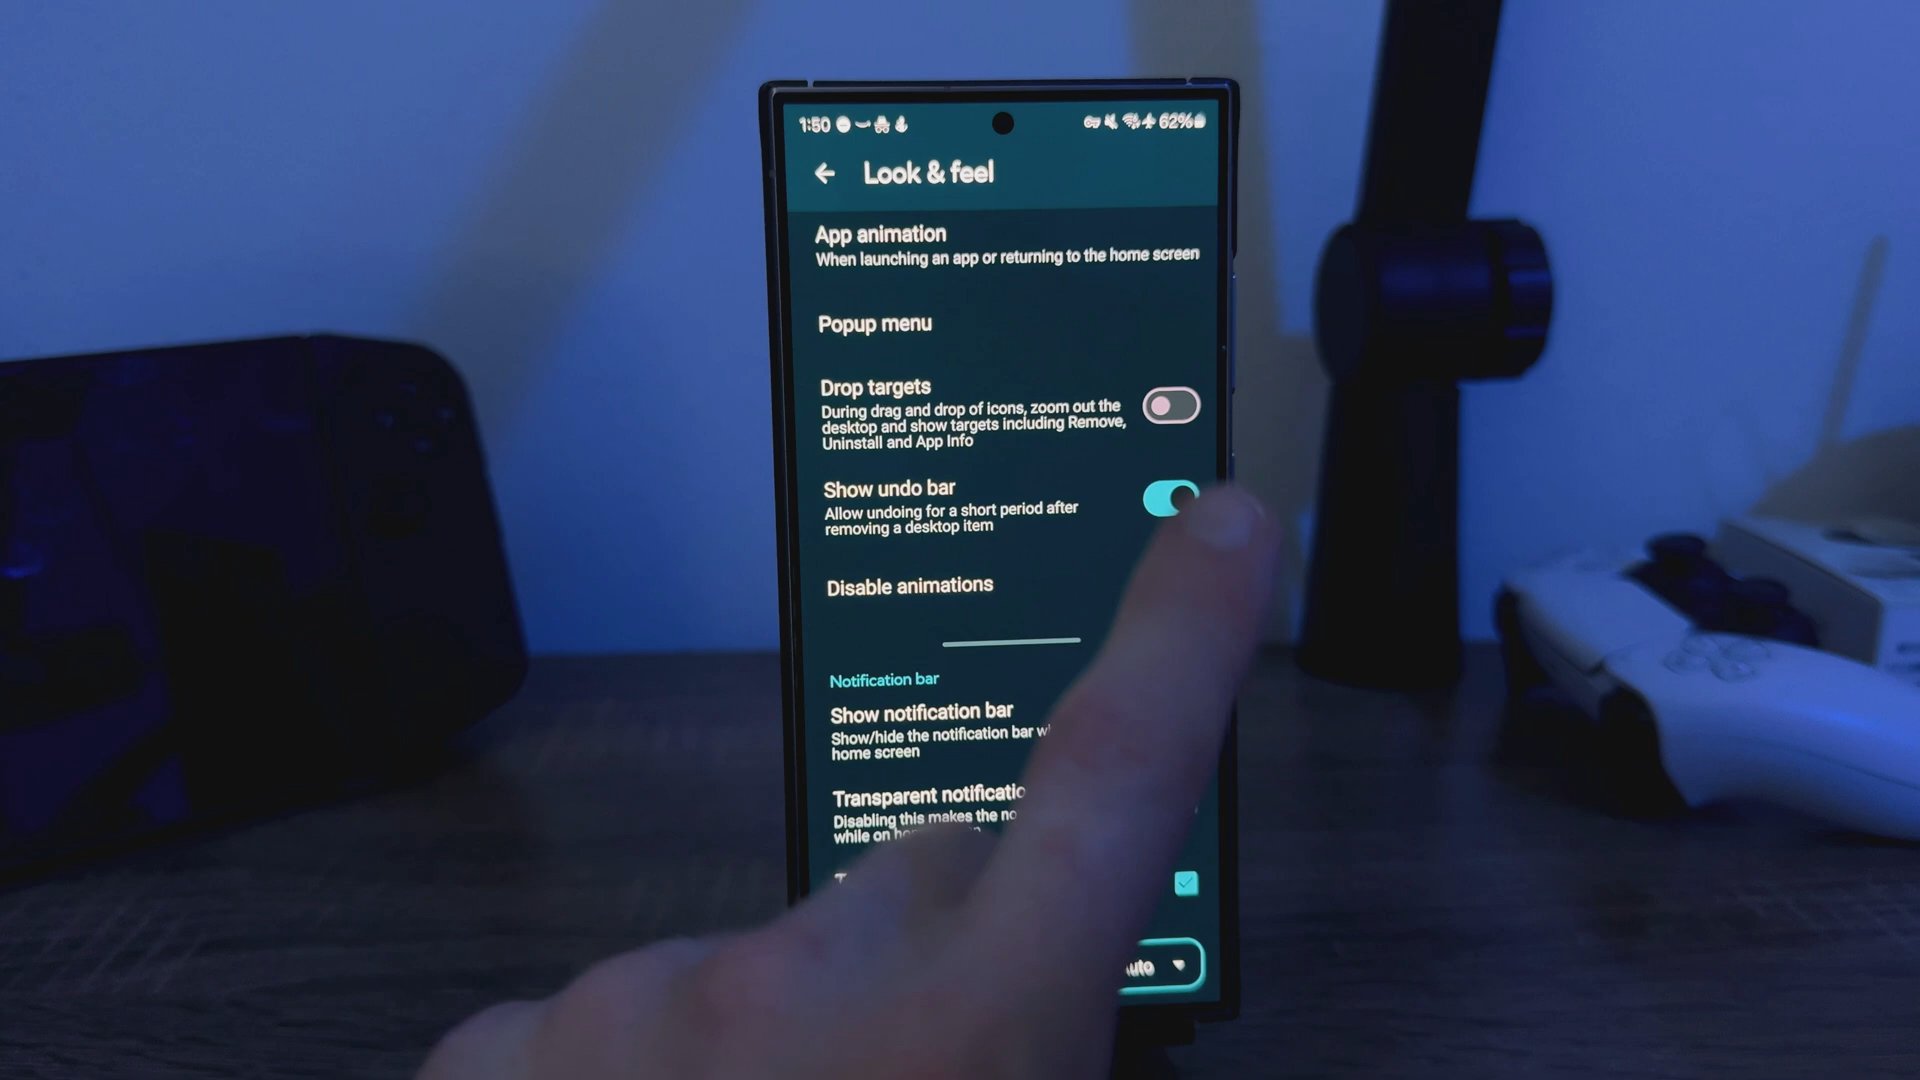 1:50
62%
Look & feel
App animation
When launching an app or returning to the home screen
Popup menu
Drop targets
During drag and drop of icons, zoom out the
desktop and show targets including Remove,
Uninstall and App Info
Show undo bar
Allow undoing for a short period after
removing a desktop item
Disable animations
Notification bar
Show notification bar
Show/hide the notification bar w
home screen
Transparent notificatio
Disabling this makes the no
while on
uto